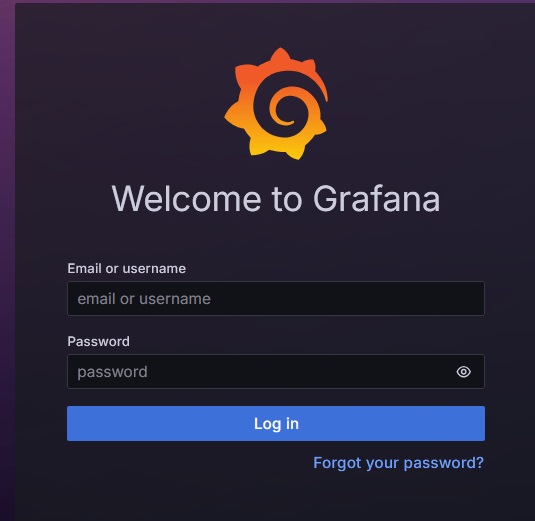 Welcome to Grafana
Email or username
email or username
Password
password
Log in
Forgot your password?